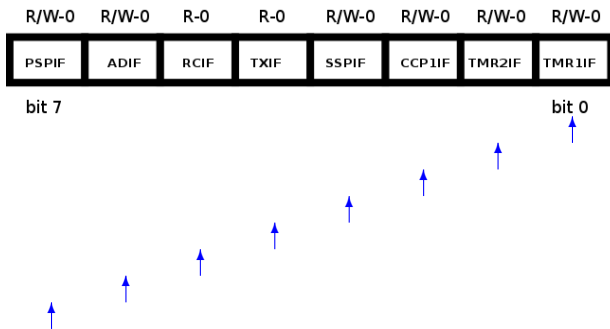 R/W-0 R/W-0 R-0 R-0 R/W-0 R/W-0 R/W-0 R/W-0
PSPIF ADIF RCIF TXIF SSPIF CCP1IF TMR2IF TMR1IF
bit 7 bit 0